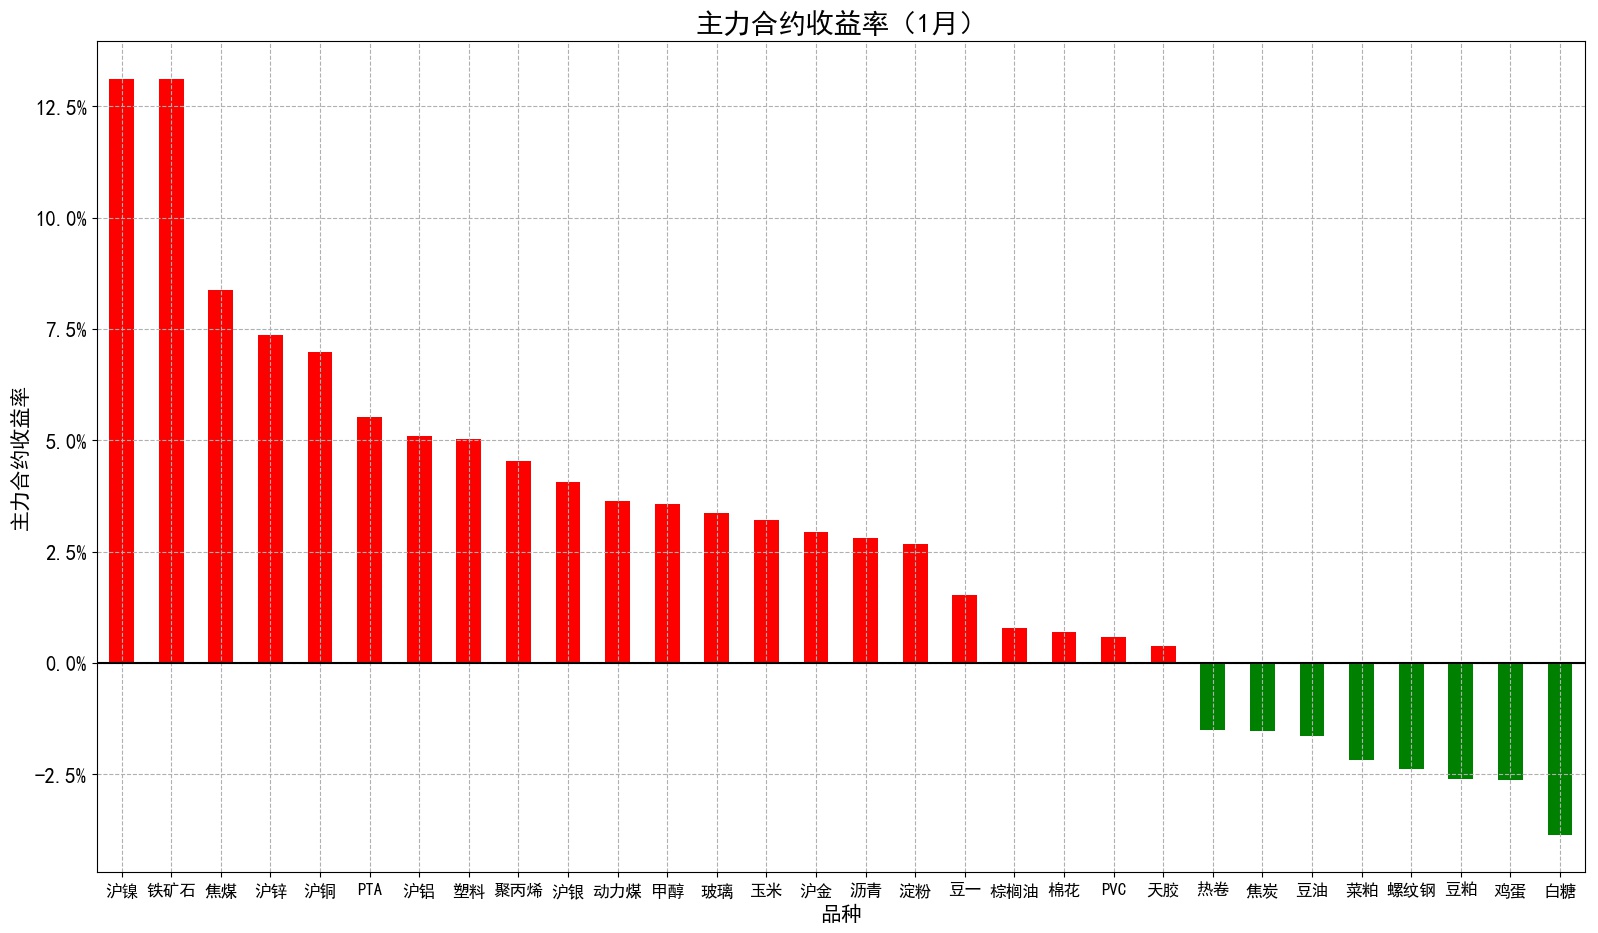 主力合约收益率（1月）
主力合约收益率
12.5%
10.0%
7.5%
5.0%
2.5%
0.0%
−2.5%
沪镍 铁矿石 焦煤 沪锌 沪铜 PTA 沪铝 塑料 聚丙烯 沪银 动力煤 甲醇 玻璃 玉米 沪金 沥青 淀粉 豆一 棕榈油 棉花 PVC 天胶 热卷 焦炭 豆油 菜粕 螺纹钢 豆粕 鸡蛋 白糖
品种